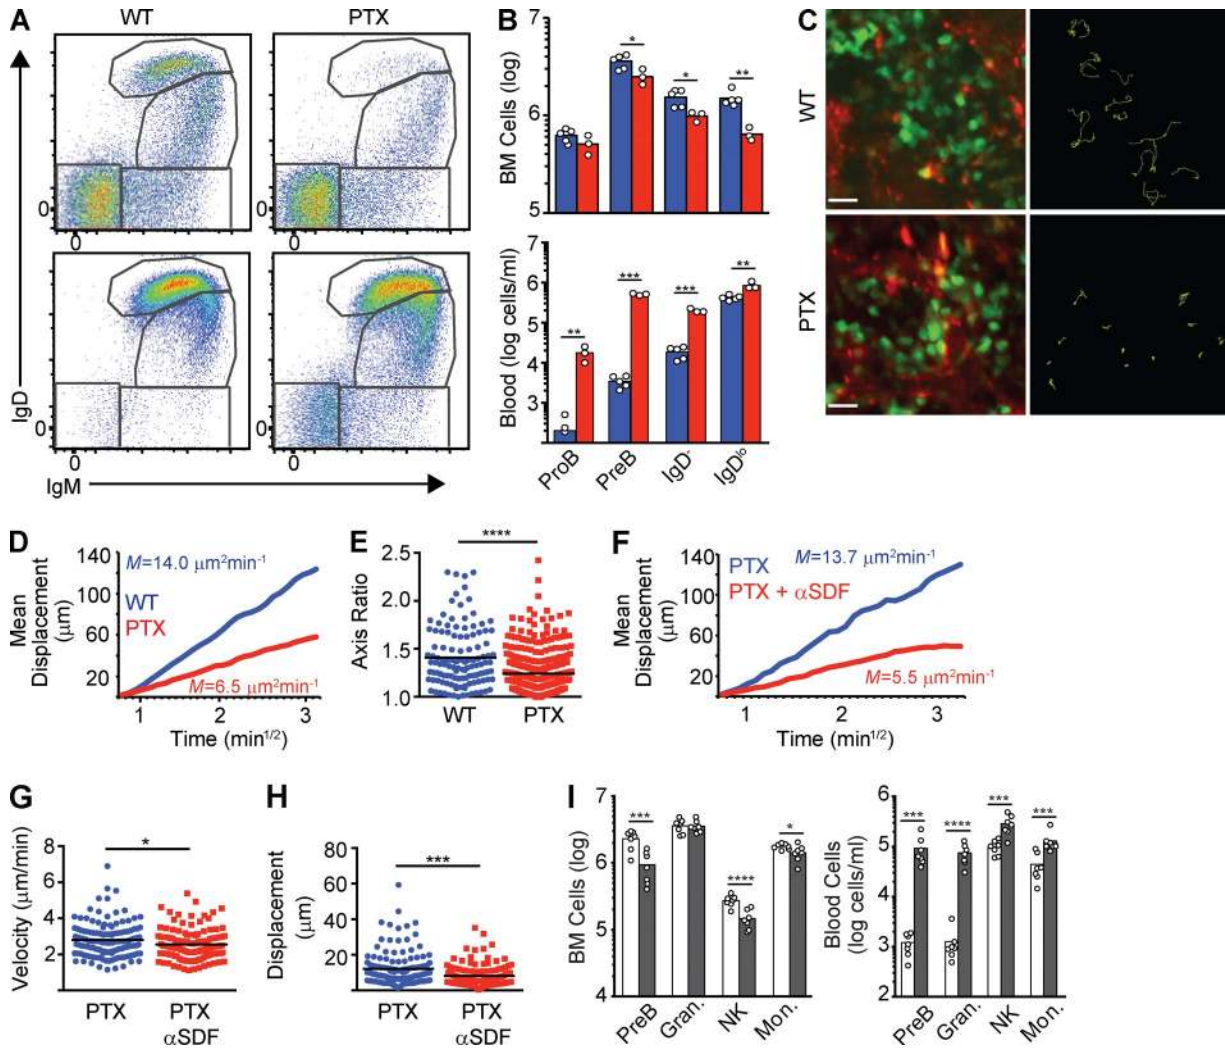 A
WT
PTX
0
0
0
0
0
0
IgD
IgM
B
BM Cells (log)
7
6
5
*
*
**
Blood (log cells/ml)
7
6
5
4
3
**
***
***
**
ProB
PreB
IgD-
IgDlo
C
WT
PTX
D
Mean
Displacement
(μm)
140
100
60
20
M=14.0 μm²min⁻¹
WT
PTX
M=6.5 μm²min⁻¹
1
2
3
Time (min1/2)
E
Axis Ratio
2.5
2.0
1.5
1.0
****
WT
PTX
F
Mean
Displacement
(μm)
140
100
60
20
PTX
M=13.7 μm²min⁻¹
PTX + αSDF
M=5.5 μm²min⁻¹
1
2
3
Time (min1/2)
G
Velocity (μm/min)
8
6
4
2
*
PTX
PTX
αSDF
H
Displacement
(μm)
80
60
40
20
***
PTX
PTX
αSDF
I
BM Cells (log)
7
6
5
4
***
****
*
PreB
Gran.
NK
Mon.
Blood Cells
(log cells/ml)
6
5
4
3
2
***
****
***
***
PreB
Gran.
NK
Mon.